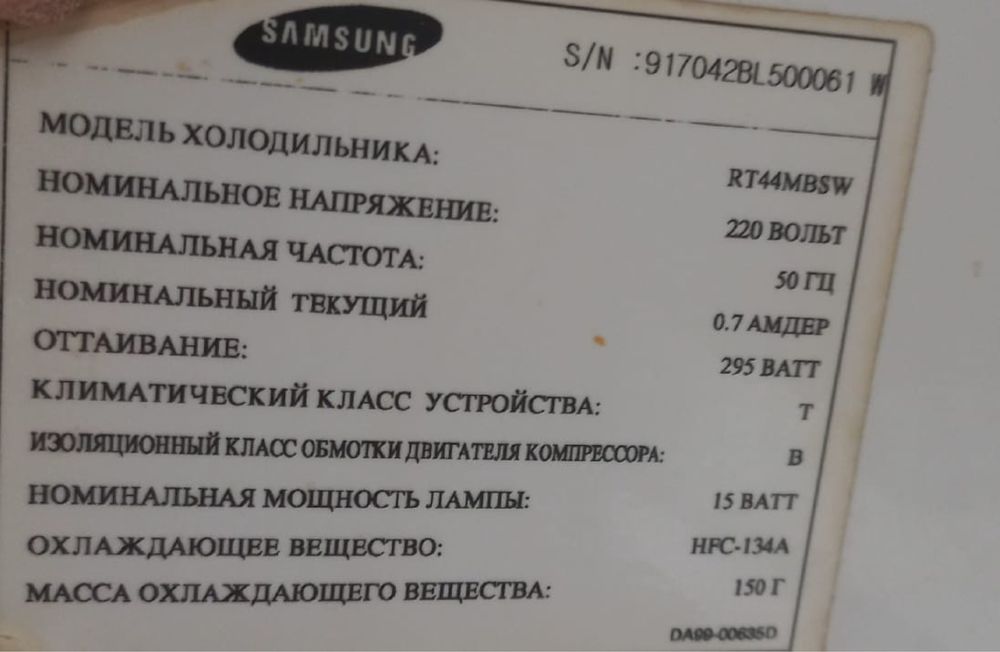 SAMSUNG
S/N :917042BL500061 W
МОДЕЛЬ ХОЛОДИЛЬНИКА: RT44MBSW
НОМИНАЛЬНОЕ НАПРЯЖЕНИЕ: 220 ВОЛЬТ
НОМИНАЛЬНАЯ ЧАСТОТА: 50 ГЦ
НОМИНАЛЬНЫЙ ТЕКУЩИЙ 0.7 АМДЕР
ОТТАИВАНИЕ: 295 ВАТТ
КЛИМАТИЧЕСКИЙ КЛАСС УСТРОЙСТВА: T
ИЗОЛЯЦИОННЫЙ КЛАСС ОБМОТКИ ДВИГАТЕЛЯ КОМПРЕССОРА: B
НОМИНАЛЬНАЯ МОЩНОСТЬ ЛАМПЫ: 15 ВАТТ
ОХЛАЖДАЮЩЕЕ ВЕЩЕСТВО: HFC-134A
МАССА ОХЛАЖДАЮЩЕГО ВЕЩЕСТВА: 150 Г
DA99-00635D